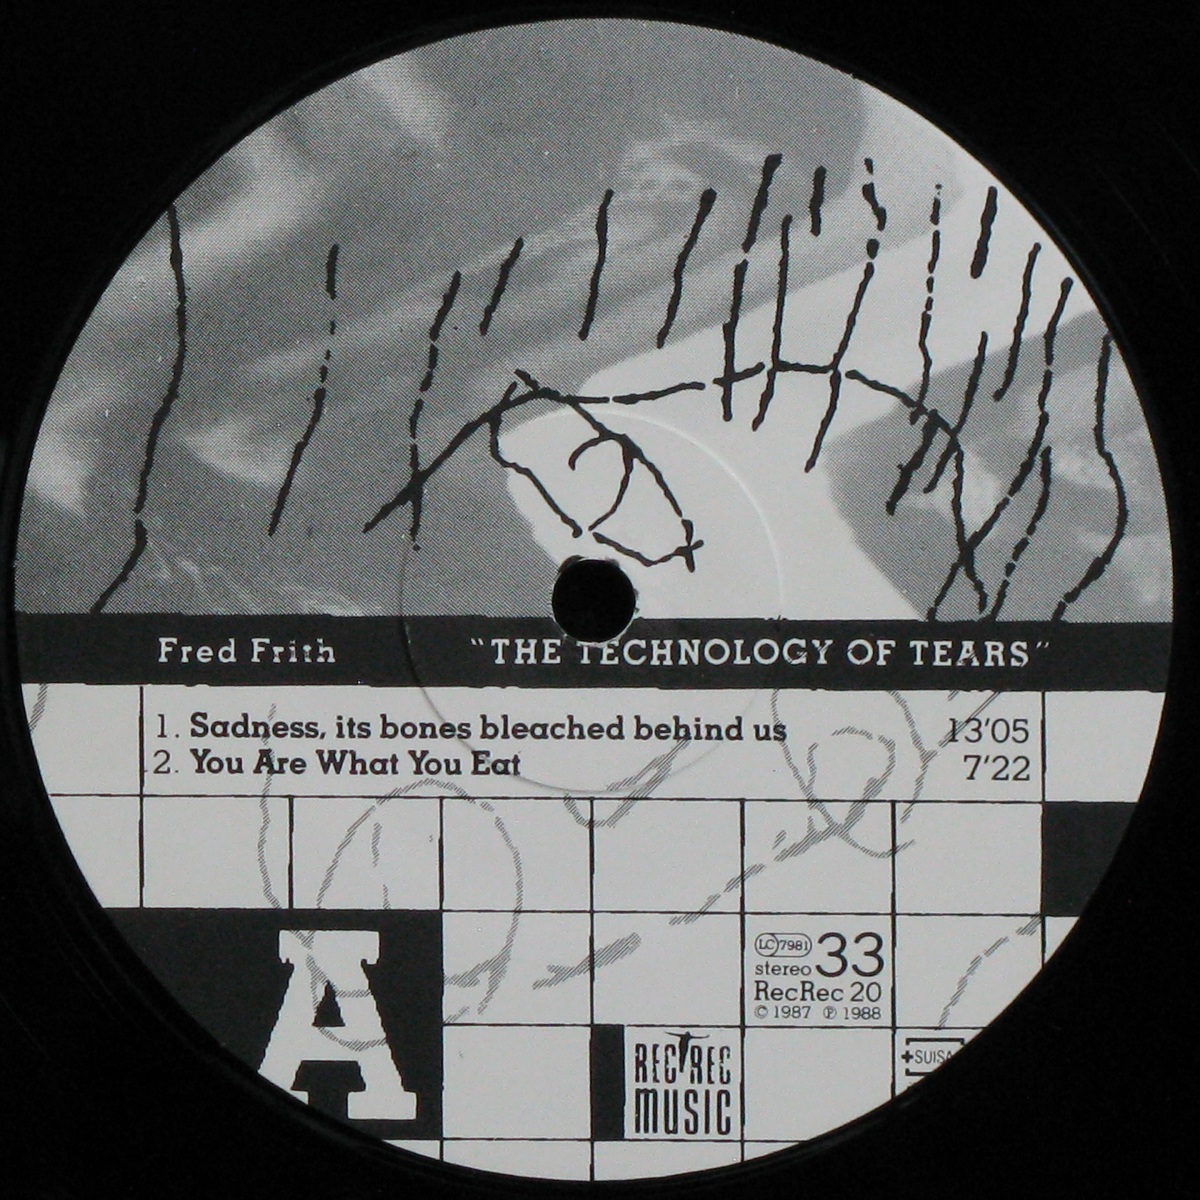 Fred Frith "THE TECHNOLOGY OF TEARS"
1. Sadness, its bones bleached behind us 13'05
2. You Are What You Eat 7'22
A
LC 7981
stereo 33
RecRec 20
© 1987 ℗ 1988
REC REC
MUSIC
+SUISA